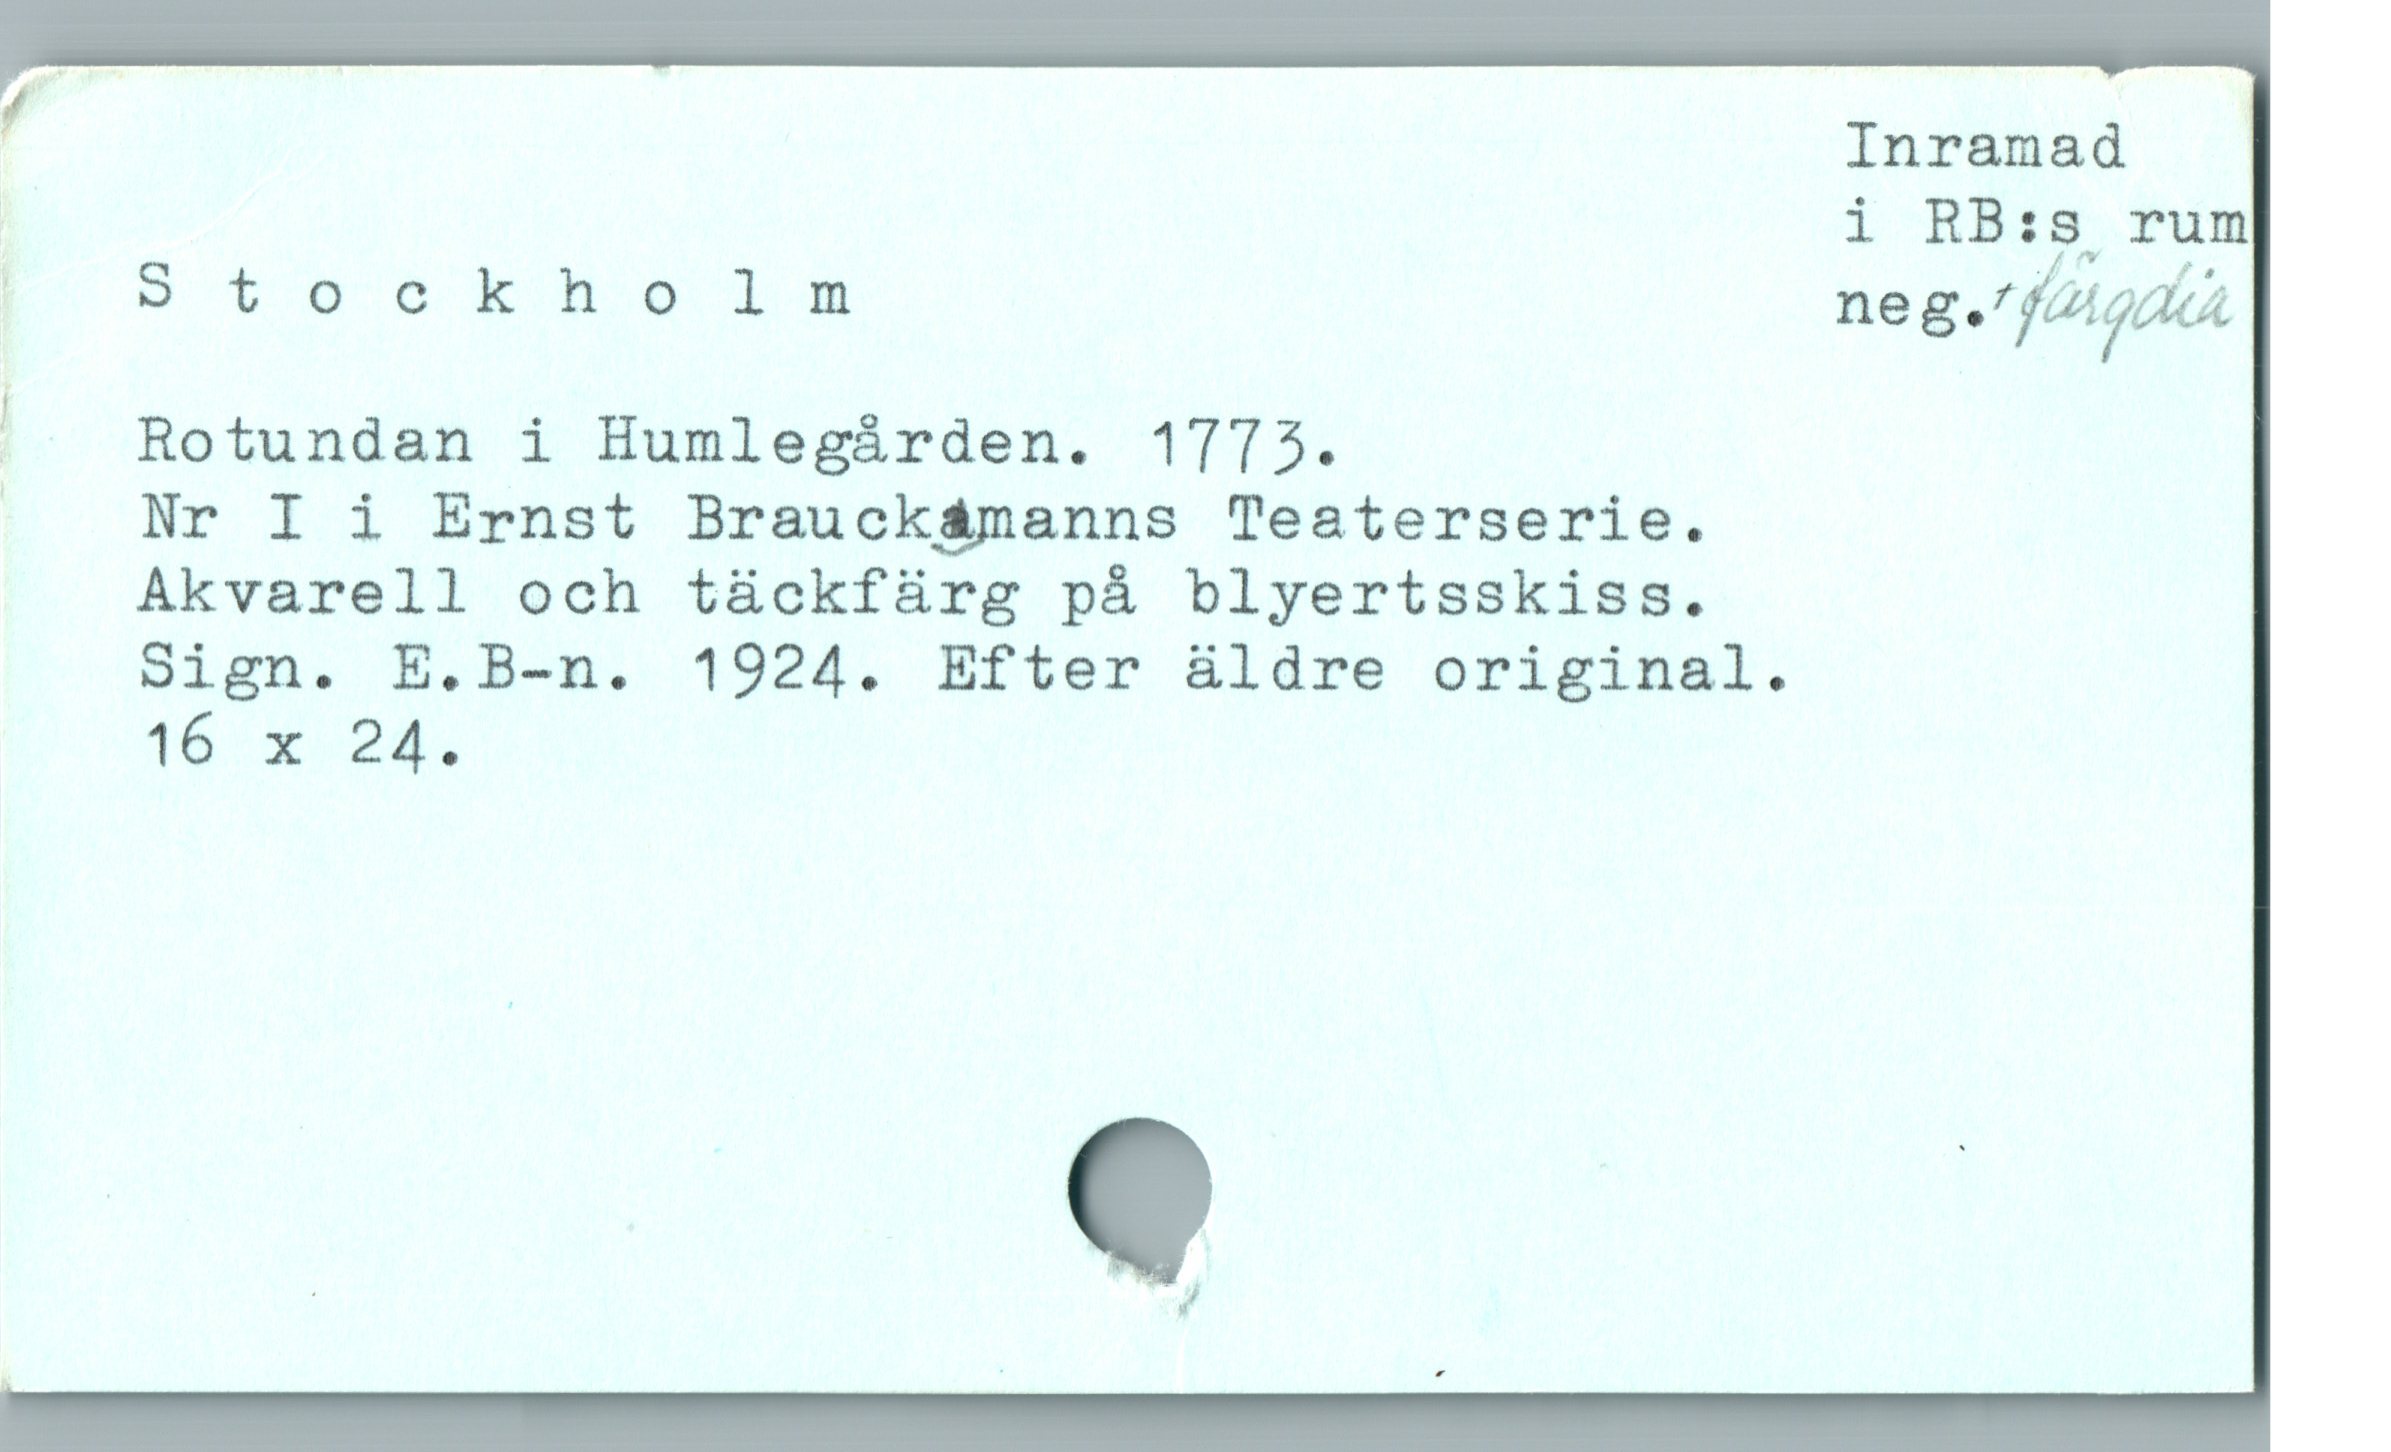 Inramad
i RB:s rum
neg. + färgdia
S t o c k h o l m
Rotundan i Humlegården. 1773.
Nr I i Ernst Brauckmanns Teaterserie.
Akvarell och täckfärg på blyertsskiss.
Sign. E.B-n. 1924. Efter äldre original.
16 x 24.